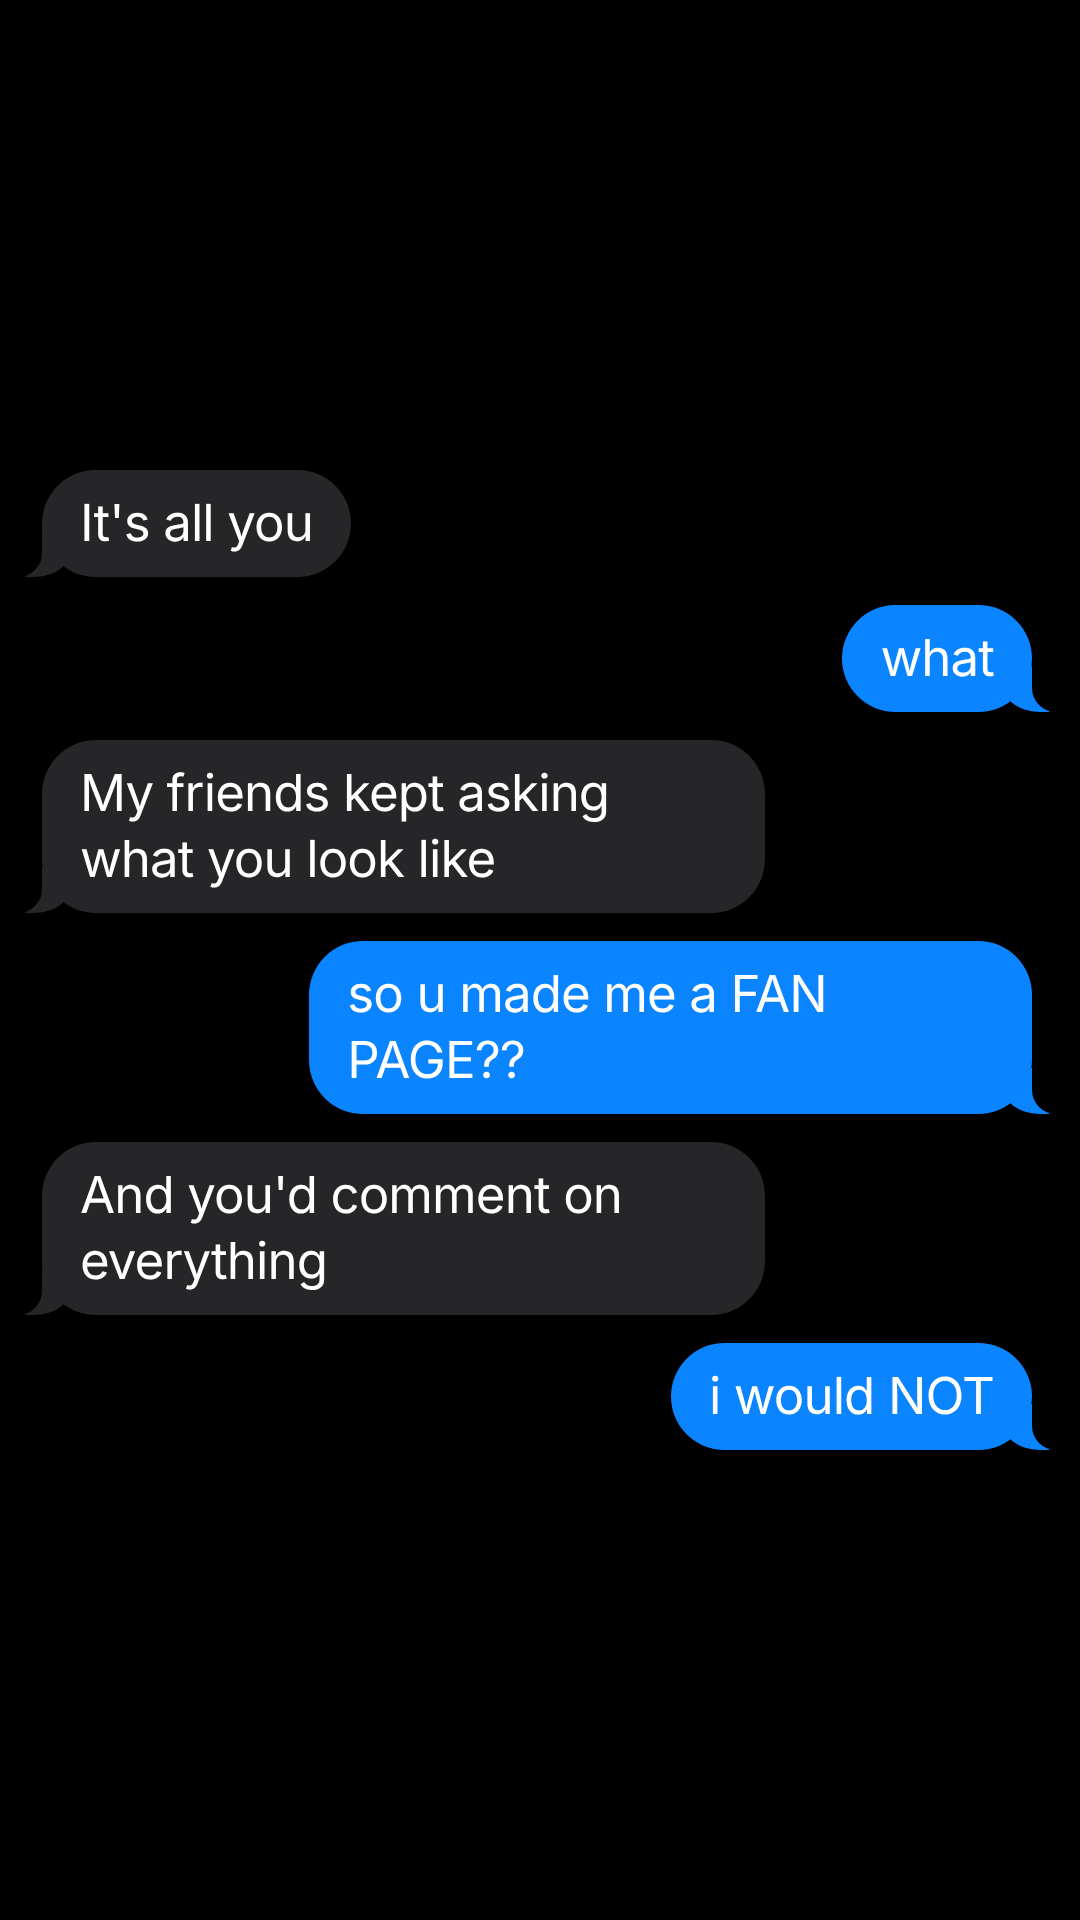 It's all you
what
My friends kept asking
what you look like
so u made me a FAN
PAGE??
And you'd comment on
everything
i would NOT